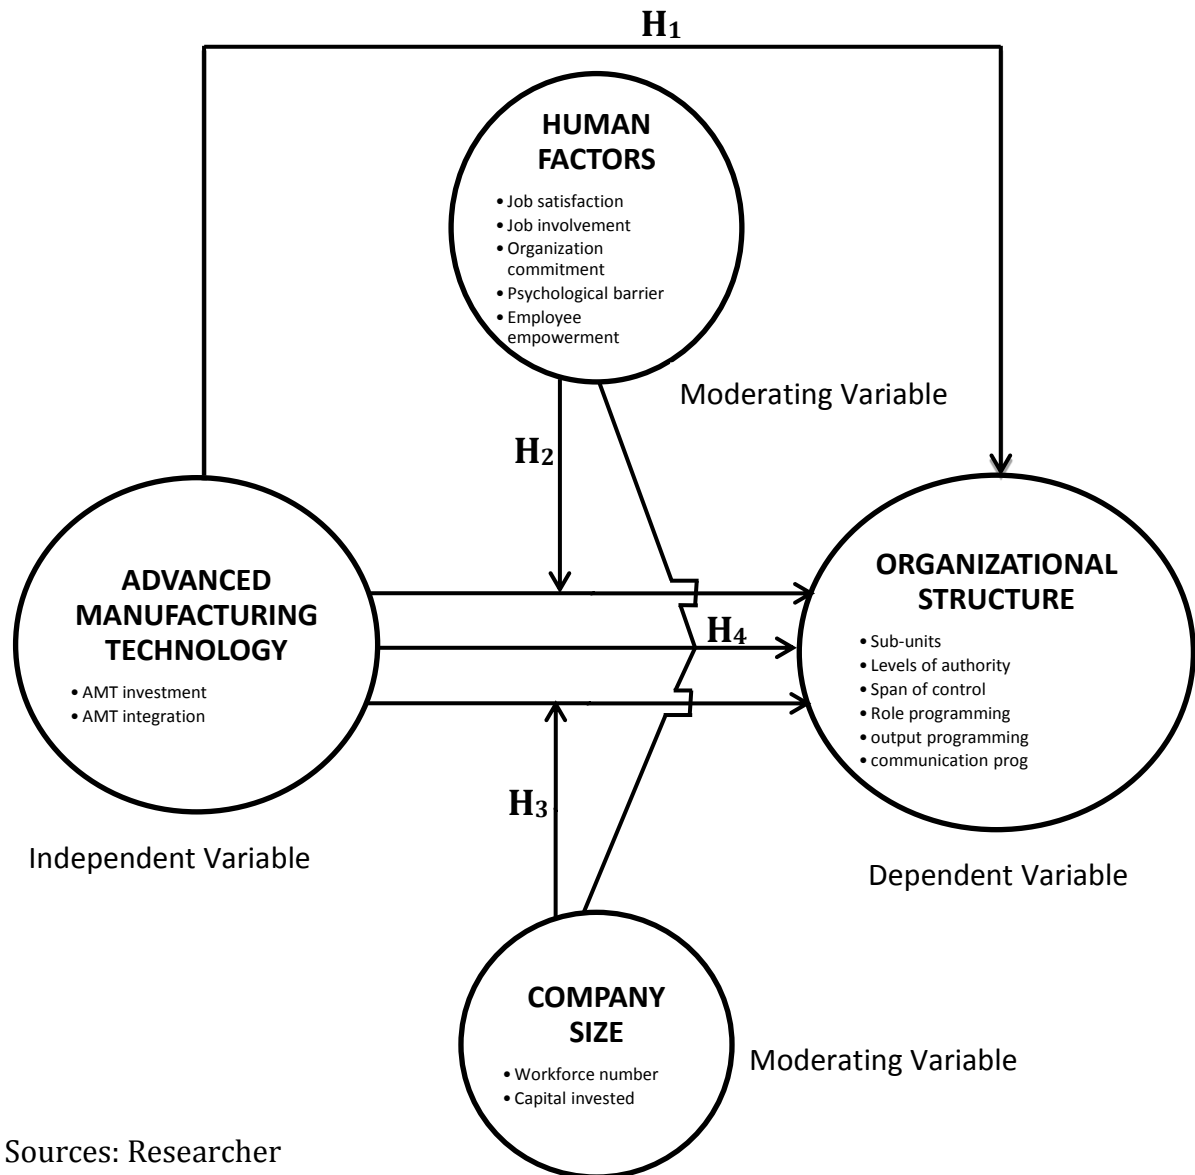 H₁
HUMAN
FACTORS
• Job satisfaction
• Job involvement
• Organization
commitment
• Psychological barrier
• Employee
empowerment
Moderating Variable
H₂
ADVANCED
MANUFACTURING
TECHNOLOGY
• AMT investment
• AMT integration
Independent Variable
H₄
ORGANIZATIONAL
STRUCTURE
• Sub-units
• Levels of authority
• Span of control
• Role programming
• output programming
• communication prog
Dependent Variable
H₃
COMPANY
SIZE
• Workforce number
• Capital invested
Moderating Variable
Sources: Researcher